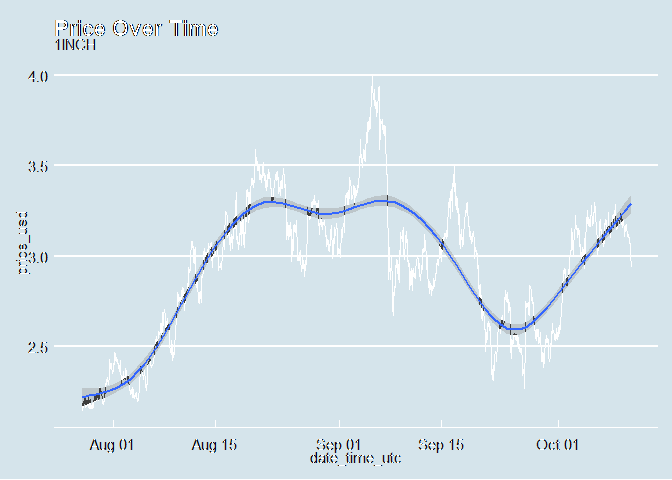 Price Over Time
1INCH
4.0
3.5
price_usd
3.0
2.5
Aug 01 Aug 15 Sep 01 Sep 15 Oct 01
date_time_utc